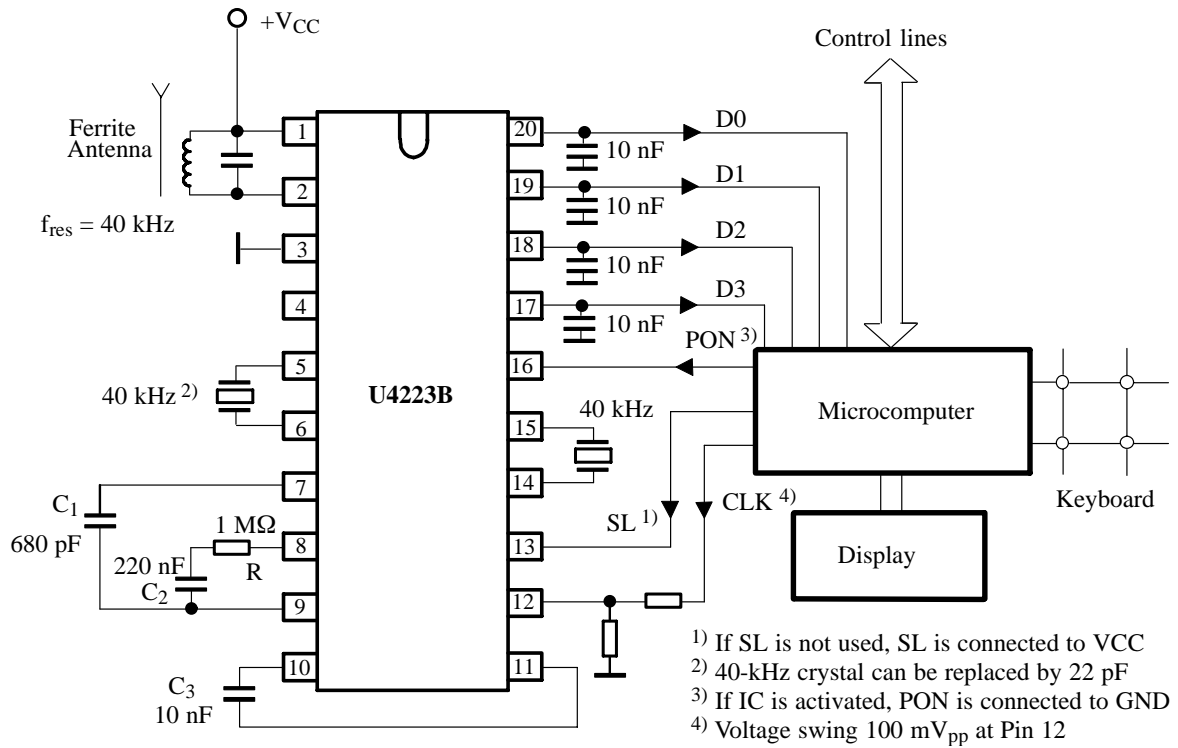 +VCC
Control lines
Ferrite
Antenna
fres = 40 kHz
1
2
3
4
5
6
7
8
9
10
20
19
18
17
16
15
14
13
12
11
U4223B
D0
10 nF
D1
10 nF
D2
10 nF
D3
10 nF
PON 3)
40 kHz 2)
40 kHz
Microcomputer
Keyboard
C1
680 pF
1 MΩ
R
220 nF
C2
SL 1)
CLK 4)
Display
C3
10 nF
1) If SL is not used, SL is connected to VCC
2) 40-kHz crystal can be replaced by 22 pF
3) If IC is activated, PON is connected to GND
4) Voltage swing 100 mVpp at Pin 12